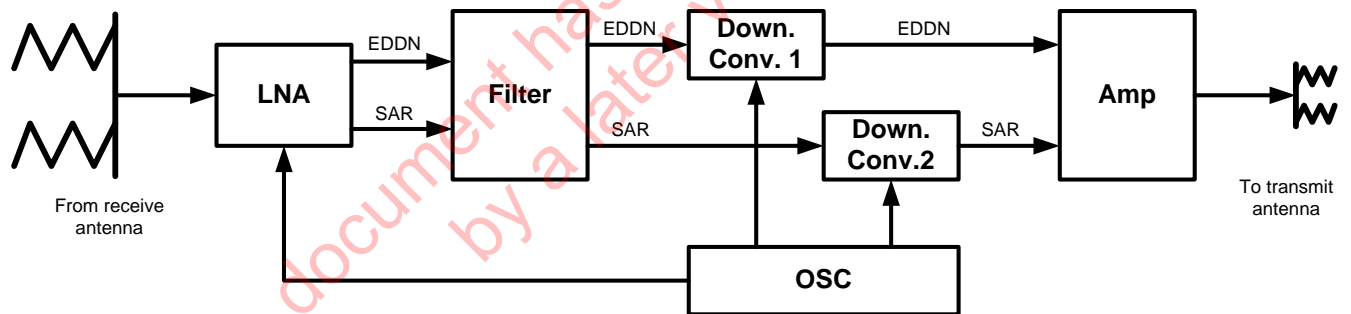 EDDN
SAR
LNA
From receive
antenna
Filter
EDDN
SAR
Down.
Conv. 1
EDDN
Down.
Conv.2
SAR
Amp
To transmit
antenna
OSC
document has
by a later v